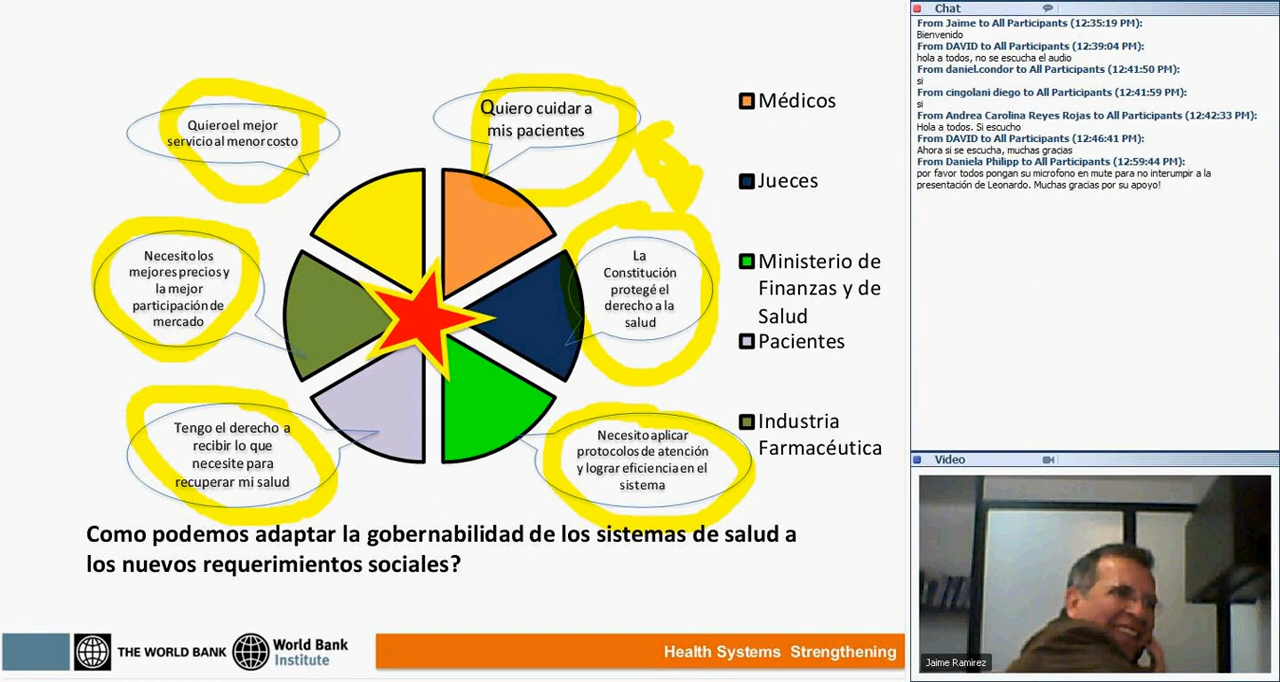 Quieroel mejor
servicio al menor costo
Quiero cuidar a
mis pacientes
Necesito los
mejores precios y
la mejor
participación de
mercado
La
Constitución
protegé el
derecho a la
salud
Tengo el derecho a
recibir lo que
necesite para
recuperar mi salud
Necesito aplicar
protocolos de atención
y lograr eficiencia en el
sistema
Médicos
Jueces
Ministerio de
Finanzas y de
Salud
Pacientes
Industria
Farmacéutica
Como podemos adaptar la gobernabilidad de los sistemas de salud a
los nuevos requerimientos sociales?
THE WORLD BANK
World Bank
Institute
Health Systems Strengthening
Chat
From Jaime to All Participants (12:35:19 PM):
Bienvenido
From DAVID to All Participants (12:39:04 PM):
hola a todos, no se escucha el audio
From daniel.condor to All Participants (12:41:50 PM):
si
From cingolani diego to All Participants (12:41:59 PM):
si
From Andrea Carolina Reyes Rojas to All Participants (12:42:33 PM):
Hola a todos. Si escucho
From DAVID to All Participants (12:46:41 PM):
Ahora si se escucha, muchas gracias
From Daniela Philipp to All Participants (12:59:44 PM):
por favor todos pongan su microfono en mute para no interumpir a la
presentación de Leonardo. Muchas gracias por su apoyo!
Video
Jaime Ramirez